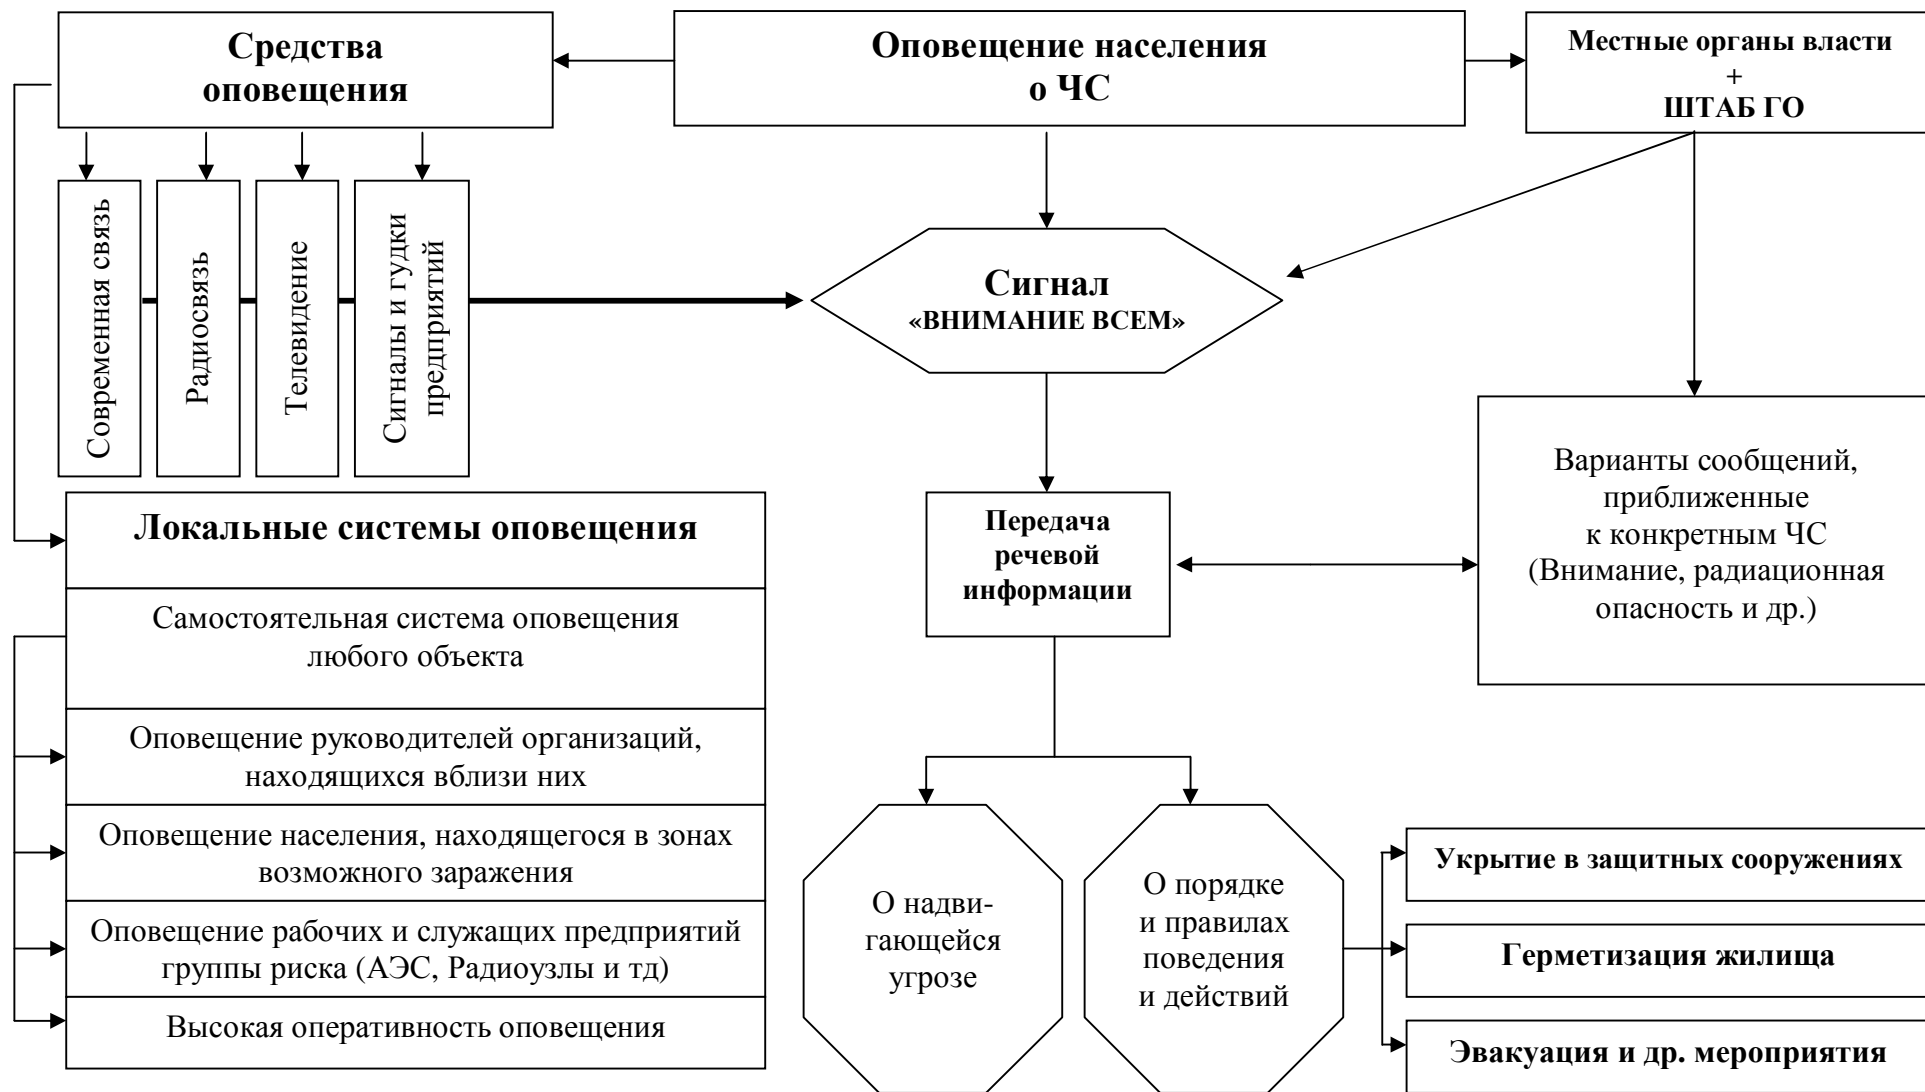 Средства
оповещения
Оповещение населения
о ЧС
Местные органы власти
+
ШТАБ ГО
Современная связь
Радиосвязь
Телевидение
Сигналы и гудки
предприятий
Сигнал
«ВНИМАНИЕ ВСЕМ»
Локальные системы оповещения
Самостоятельная система оповещения
любого объекта
Оповещение руководителей организаций,
находящихся вблизи них
Оповещение населения, находящегося в зонах
возможного заражения
Оповещение рабочих и служащих предприятий
группы риска (АЭС, Радиоузлы и тд)
Высокая оперативность оповещения
Передача
речевой
информации
Варианты сообщений,
приближенные
к конкретным ЧС
(Внимание, радиационная
опасность и др.)
О надви-
гающейся
угрозе
О порядке
и правилах
поведения
и действий
Укрытие в защитных сооружениях
Герметизация жилища
Эвакуация и др. мероприятия